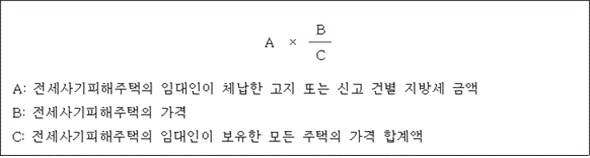 A × B
C
A: 전세사기피해주택의 임대인이 체납한 고지 또는 신고 건별 지방세 금액
B: 전세사기피해주택의 가격
C: 전세사기피해주택의 임대인이 보유한 모든 주택의 가격 합계액